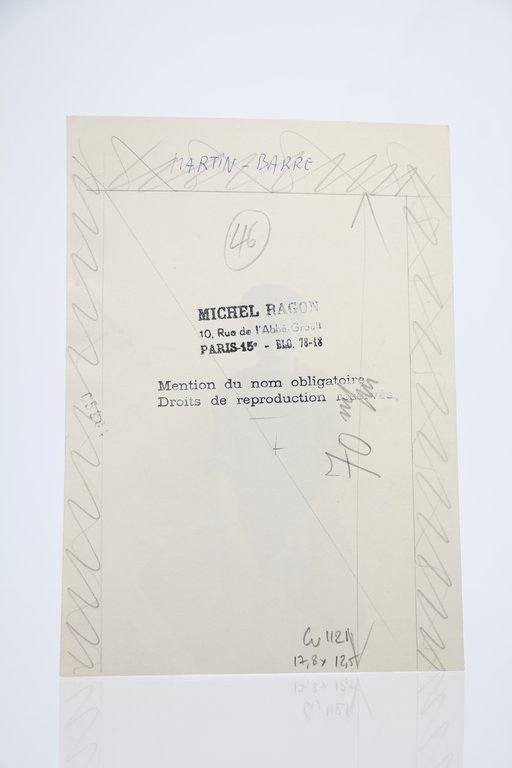 MARTIN - BARRE
46
MICHEL RAGON
10, Rue de l'Abbé-Groult
PARIS-15e - BLO. 78-18
Mention du nom obligatoire
Droits de reproduction
70
17,8 x 12,5